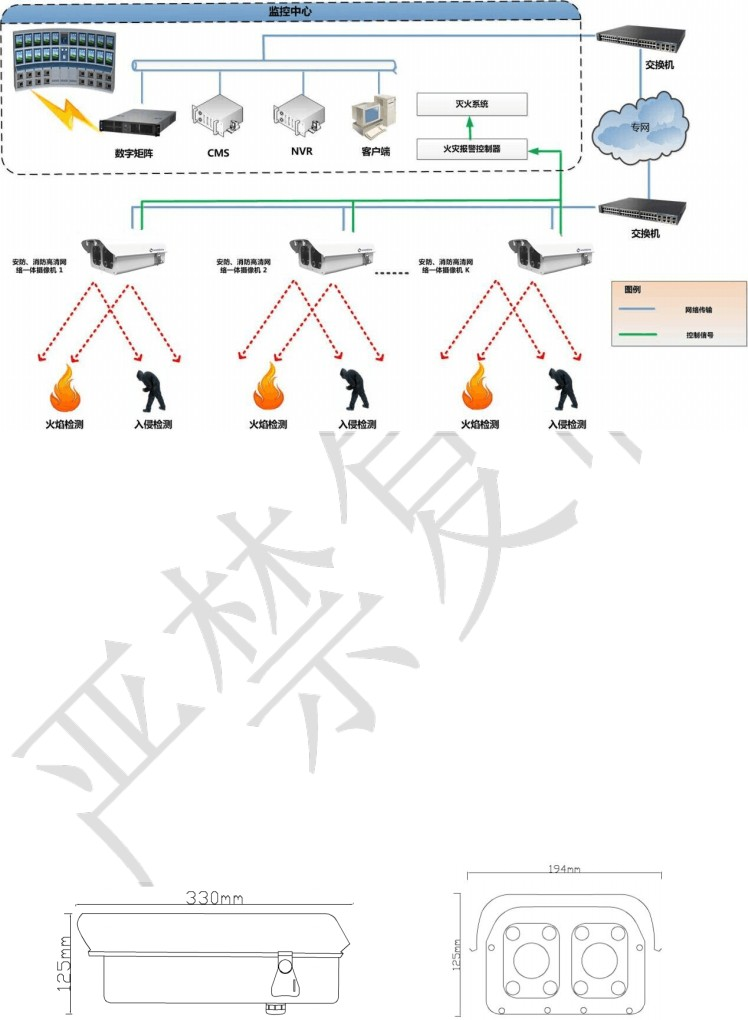 监控中心
交换机
专网
灭火系统
数字矩阵
CMS
NVR
客户端
火灾报警控制器
交换机
安防、消防高清网
络一体摄像机 1
安防、消防高清网
络一体摄像机 2
安防、消防高清网
络一体摄像机 K
图例
网络传输
控制信号
火焰检测
入侵检测
火焰检测
入侵检测
火焰检测
入侵检测
严禁复
194mm
330mm
125mm
125mm